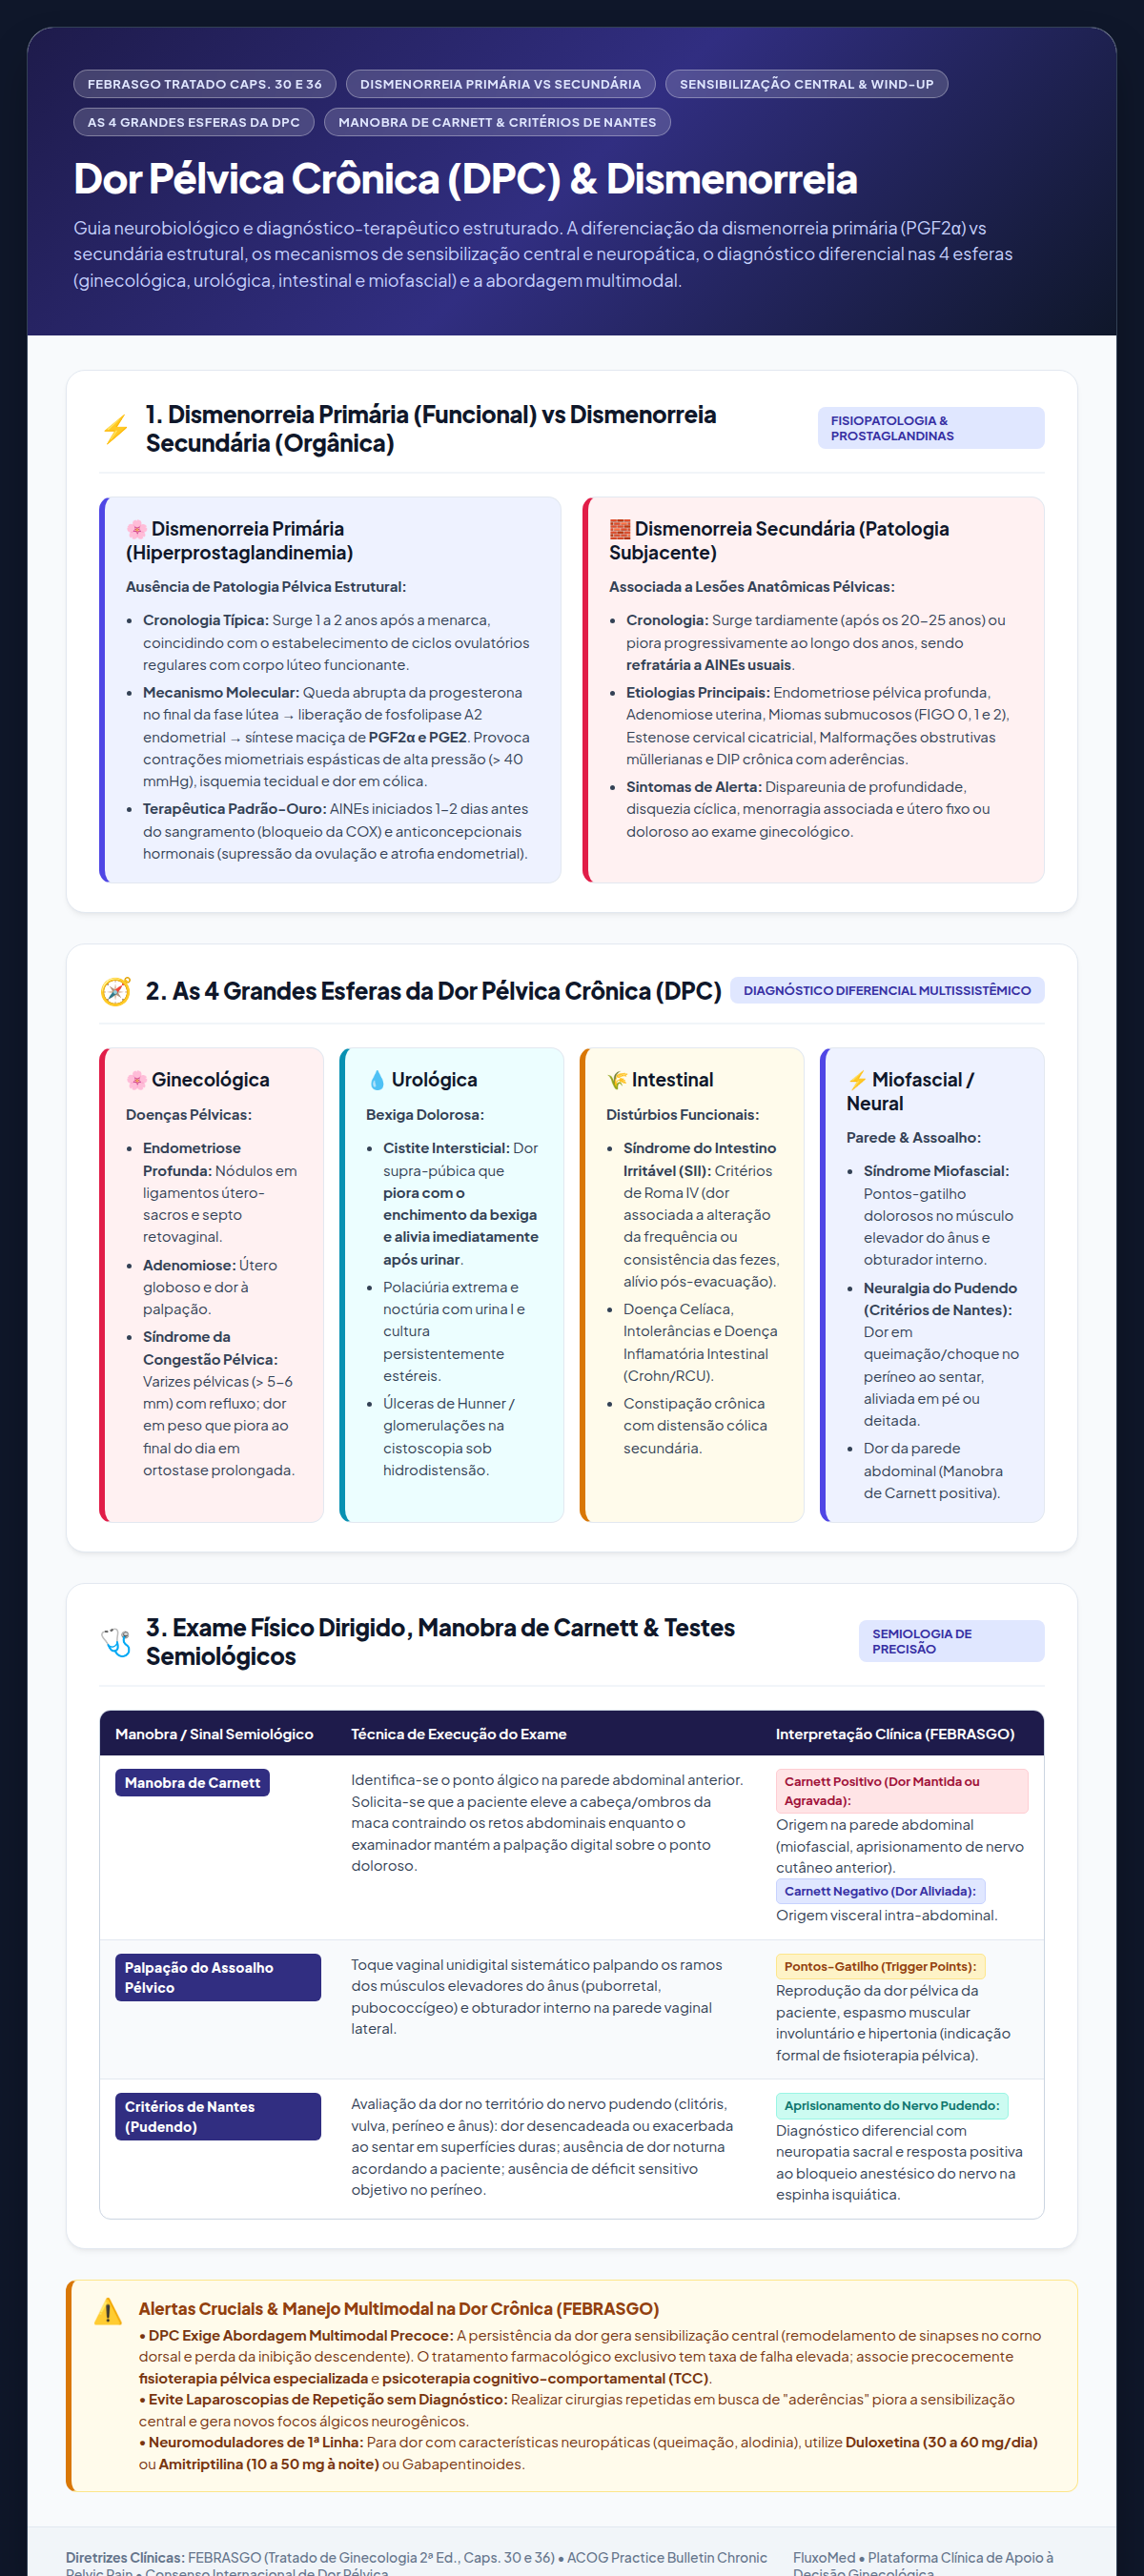 FEBRASGO TRATADO CAPS. 30 E 36
DISMENORREIA PRIMÁRIA VS SECUNDÁRIA
SENSIBILIZAÇÃO CENTRAL & WIND-UP
AS 4 GRANDES ESFERAS DA DPC
MANOBRA DE CARNETT & CRITÉRIOS DE NANTES
Dor Pélvica Crônica (DPC) & Dismenorreia
Guia neurobiológico e diagnóstico-terapêutico estruturado. A diferenciação da dismenorreia primária (PGF2α) vs
secundária estrutural, os mecanismos de sensibilização central e neuropática, o diagnóstico diferencial nas 4 esferas
(ginecológica, urológica, intestinal e miofascial) e a abordagem multimodal.
1. Dismenorreia Primária (Funcional) vs Dismenorreia
Secundária (Orgânica)
FISIOPATOLOGIA &
PROSTAGLANDINAS
Dismenorreia Primária
(Hiperprostaglandinemia)
Ausência de Patologia Pélvica Estrutural:
• Cronologia Típica: Surge 1 a 2 anos após a menarca,
coincidindo com o estabelecimento de ciclos ovulatórios
regulares com corpo lúteo funcionante.
• Mecanismo Molecular: Queda abrupta da progesterona
no final da fase lútea → liberação de fosfolipase A2
endometrial → síntese maciça de PGF2α e PGE2. Provoca
contrações miometriais espásticas de alta pressão (> 40
mmHg), isquemia tecidual e dor em cólica.
• Terapêutica Padrão-Ouro: AINEs iniciados 1-2 dias antes
do sangramento (bloqueio da COX) e anticoncepcionais
hormonais (supressão da ovulação e atrofia endometrial).
Dismenorreia Secundária (Patologia
Subjacente)
Associada a Lesões Anatômicas Pélvicas:
• Cronologia: Surge tardiamente (após os 20-25 anos) ou
piora progressivamente ao longo dos anos, sendo
refratária a AINEs usuais.
• Etiologias Principais: Endometriose pélvica profunda,
Adenomiose uterina, Miomas submucosos (FIGO 0, 1 e 2),
Estenose cervical cicatricial, Malformações obstrutivas
müllerianas e DIP crônica com aderências.
• Sintomas de Alerta: Dispareunia de profundidade,
disquezia cíclica, menorragia associada e útero fixo ou
doloroso ao exame ginecológico.
2. As 4 Grandes Esferas da Dor Pélvica Crônica (DPC)
DIAGNÓSTICO DIFERENCIAL MULTISSISTÊMICO
Ginecológica
Doenças Pélvicas:
• Endometriose
Profunda: Nódulos em
ligamentos útero-
sacros e septo
retovaginal.
• Adenomiose: Útero
globoso e dor à
palpação.
• Síndrome da
Congestão Pélvica:
Varizes pélvicas (> 5-6
mm) com refluxo; dor
em peso que piora ao
final do dia em
ortostase prolongada.
Urológica
Bexiga Dolorosa:
• Cistite Intersticial: Dor
supra-púbica que
piora com o
enchimento da bexiga
e alivia imediatamente
após urinar.
• Polaciúria extrema e
noctúria com urina I e
cultura
persistentemente
estéreis.
• Úlceras de Hunner /
glomerulações na
cistoscopia sob
hidrodistensão.
Intestinal
Distúrbios Funcionais:
• Síndrome do Intestino
Irritável (SII): Critérios
de Roma IV (dor
associada a alteração
da frequência ou
consistência das fezes,
alívio pós-evacuação).
• Doença Celíaca,
Intolerâncias e Doença
Inflamatória Intestinal
(Crohn/RCU).
• Constipação crônica
com distensão cólica
secundária.
Miofascial /
Neural
Parede & Assoalho:
• Síndrome Miofascial:
Pontos-gatilho
dolorosos no músculo
elevador do ânus e
obturador interno.
• Neuralgia do Pudendo
(Critérios de Nantes):
Dor em
queimação/choque no
períneo ao sentar,
aliviada em pé ou
deitada.
• Dor da parede
abdominal (Manobra
de Carnett positiva).
3. Exame Físico Dirigido, Manobra de Carnett & Testes
Semiológicos
SEMIOLOGIA DE
PRECISÃO
Manobra / Sinal Semiológico
Técnica de Execução do Exame
Interpretação Clínica (FEBRASGO)
Manobra de Carnett
Identifica-se o ponto álgico na parede abdominal anterior.
Solicita-se que a paciente eleve a cabeça/ombros da
maca contraindo os retos abdominais enquanto o
examinador mantém a palpação digital sobre o ponto
doloroso.
Carnett Positivo (Dor Mantida ou
Agravada):
Origem na parede abdominal
(miofascial, aprisionamento de nervo
cutâneo anterior).
Carnett Negativo (Dor Aliviada):
Origem visceral intra-abdominal.
Palpação do Assoalho
Pélvico
Toque vaginal unidigital sistemático palpando os ramos
dos músculos elevadores do ânus (puborretal,
pubococcígeo) e obturador interno na parede vaginal
lateral.
Pontos-Gatilho (Trigger Points):
Reprodução da dor pélvica da
paciente, espasmo muscular
involuntário e hipertonia (indicação
formal de fisioterapia pélvica).
Critérios de Nantes
(Pudendo)
Avaliação da dor no território do nervo pudendo (clitóris,
vulva, períneo e ânus): dor desencadeada ou exacerbada
ao sentar em superfícies duras; ausência de dor noturna
acordando a paciente; ausência de déficit sensitivo
objetivo no períneo.
Aprisionamento do Nervo Pudendo:
Diagnóstico diferencial com
neuropatia sacral e resposta positiva
ao bloqueio anestésico do nervo na
espinha isquiática.
Alertas Cruciais & Manejo Multimodal na Dor Crônica (FEBRASGO)
• DPC Exige Abordagem Multimodal Precoce: A persistência da dor gera sensibilização central (remodelamento de sinapses no corno
dorsal e perda da inibição descendente). O tratamento farmacológico exclusivo tem taxa de falha elevada; associe precocemente
fisioterapia pélvica especializada e psicoterapia cognitivo-comportamental (TCC).
• Evite Laparoscopias de Repetição sem Diagnóstico: Realizar cirurgias repetidas em busca de "aderências" piora a sensibilização
central e gera novos focos álgicos neurogênicos.
• Neuromoduladores de 1ª Linha: Para dor com características neuropáticas (queimação, alodinia), utilize Duloxetina (30 a 60 mg/dia)
ou Amitriptilina (10 a 50 mg à noite) ou Gabapentinoides.
Diretrizes Clínicas: FEBRASGO (Tratado de Ginecologia 2ª Ed., Caps. 30 e 36) • ACOG Practice Bulletin Chronic
Pelvic Pain • Consenso Internacional de Dor Pélvica
FluxoMed • Plataforma Clínica de Apoio à
Decisão Ginecológica